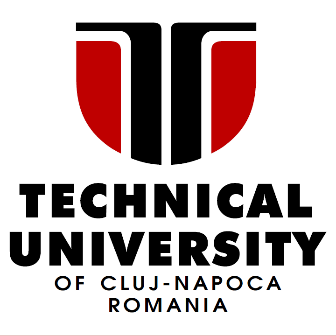 TECHNICAL
UNIVERSITY
OF CLUJ-NAPOCA
ROMANIA